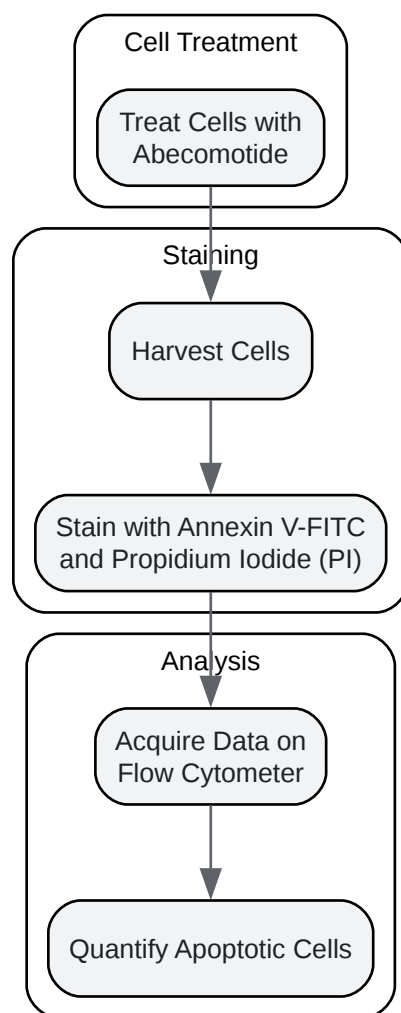 Cell Treatment
Treat Cells with
Abecomotide
Staining
Harvest Cells
Stain with Annexin V-FITC
and Propidium Iodide (PI)
Analysis
Acquire Data on
Flow Cytometer
Quantify Apoptotic Cells